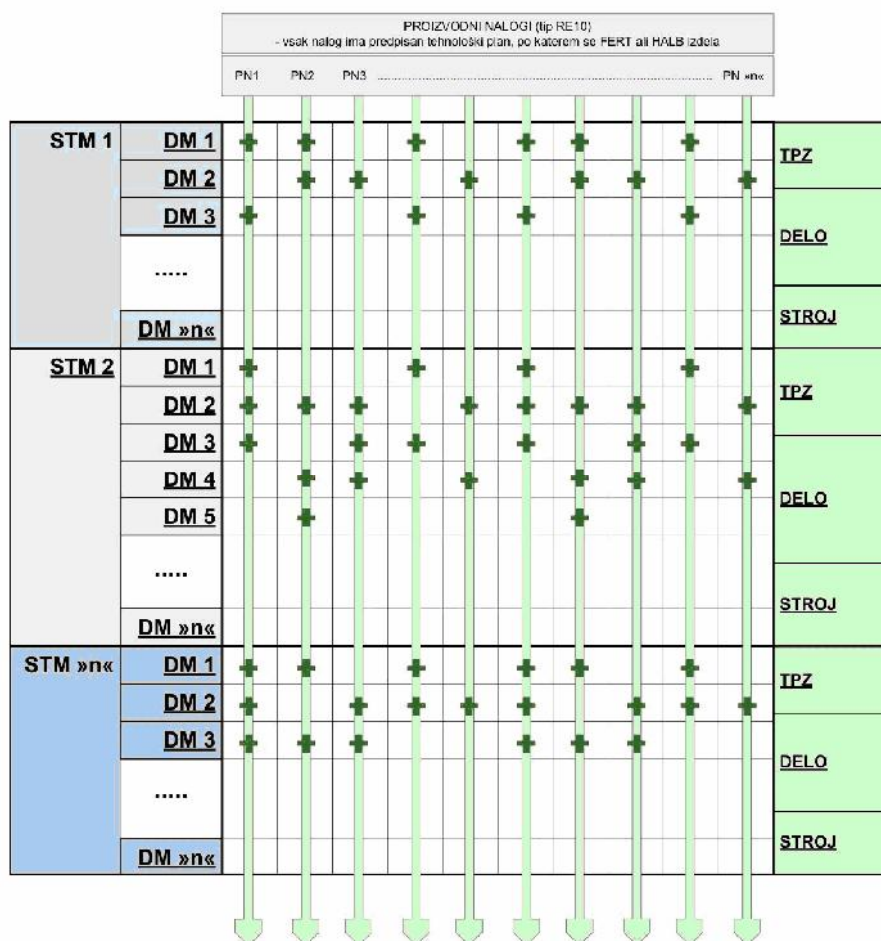 PROIZVODNI NALOGI (tip RE10)
- vsak nalog ima predpisan tehnološki plan, po katerem se FERT ali HALB izdela
PN1 PN2 PN3 ........................ PN »n«
STM 1
DM 1
DM 2
DM 3
.....
DM »n«
TPZ
DELO
STROJ
STM 2
DM 1
DM 2
DM 3
DM 4
DM 5
.....
DM »n«
TPZ
DELO
STROJ
STM »n«
DM 1
DM 2
DM 3
.....
DM »n«
TPZ
DELO
STROJ